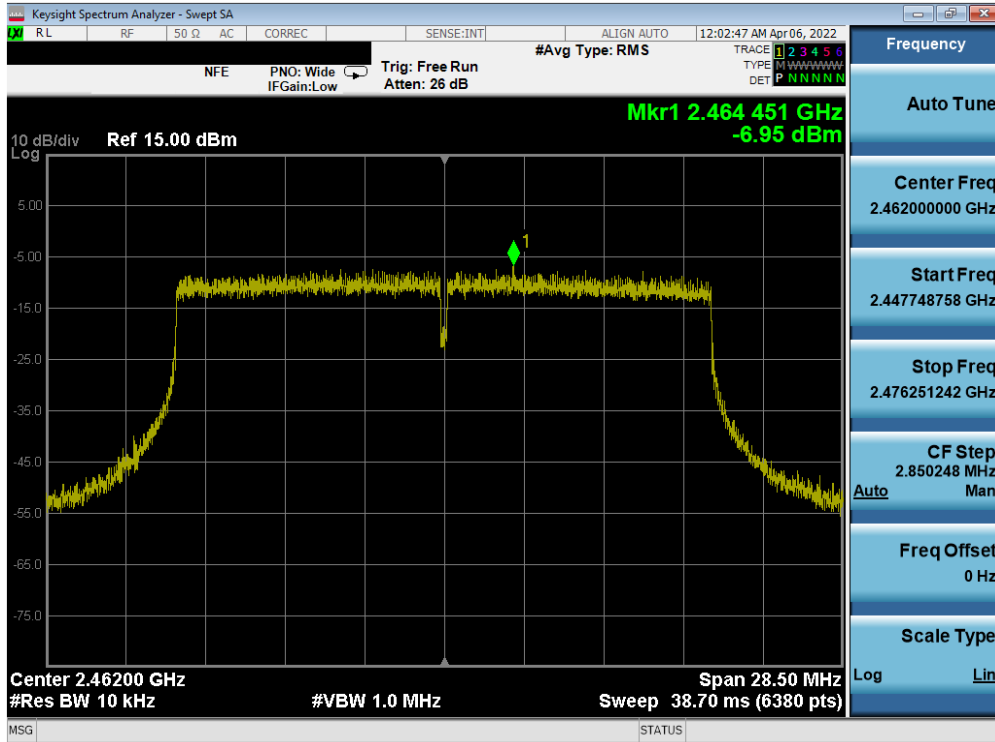 Keysight Spectrum Analyzer - Swept SA
LXI RL RF 50 Ω AC CORREC SENSE:INT ALIGN AUTO 12:02:47 AM Apr 06, 2022
#Avg Type: RMS TRACE 1 2 3 4 5 6
NFE PNO: Wide Trig: Free Run TYPE M WWWWW
IFGain:Low Atten: 26 dB DET P N N N N N
Mkr1 2.464 451 GHz
-6.95 dBm
10 dB/div Ref 15.00 dBm
Log
5.00
1
-5.00
-15.0
-25.0
-35.0
-45.0
-55.0
-65.0
-75.0
Center 2.46200 GHz Span 28.50 MHz
#Res BW 10 kHz #VBW 1.0 MHz Sweep 38.70 ms (6380 pts)
MSG STATUS
Frequency
Auto Tune
Center Freq
2.462000000 GHz
Start Freq
2.447748758 GHz
Stop Freq
2.476251242 GHz
CF Step
2.850248 MHz
Auto Man
Freq Offset
0 Hz
Scale Type
Log Lin